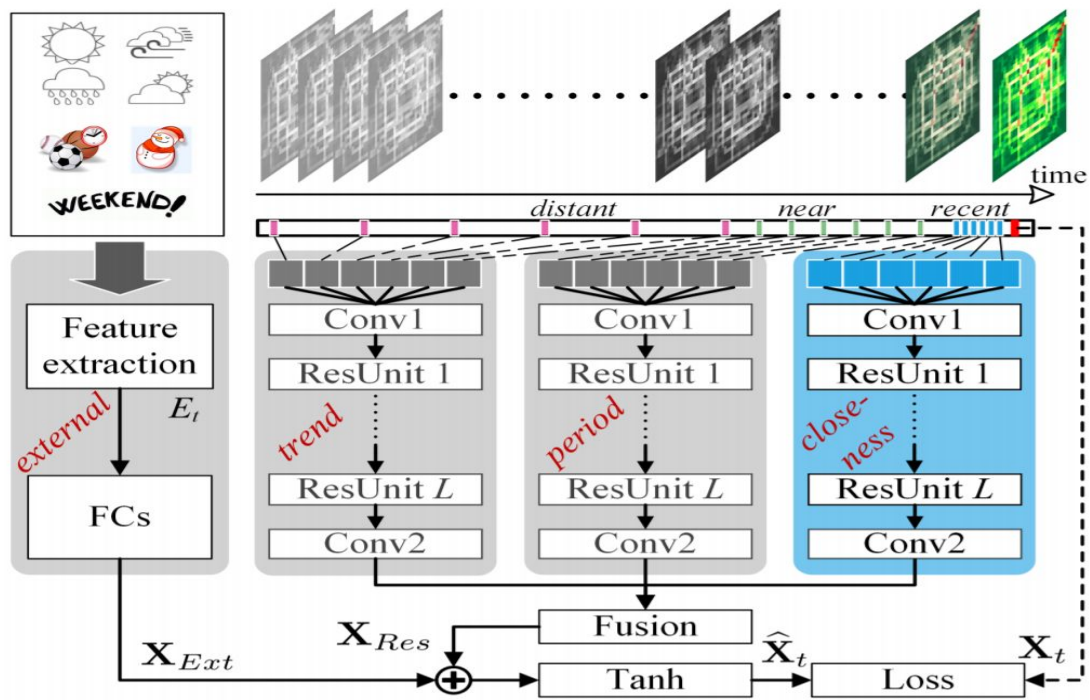 WEEKEND!
time
distant near recent
Feature
extraction
E_t
external
FCs
Conv1
ResUnit 1
trend
ResUnit L
Conv2
Conv1
ResUnit 1
period
ResUnit L
Conv2
Conv1
ResUnit 1
close-
ness
ResUnit L
Conv2
X_Ext
X_Res
Fusion
Tanh
X̂_t
Loss
X_t